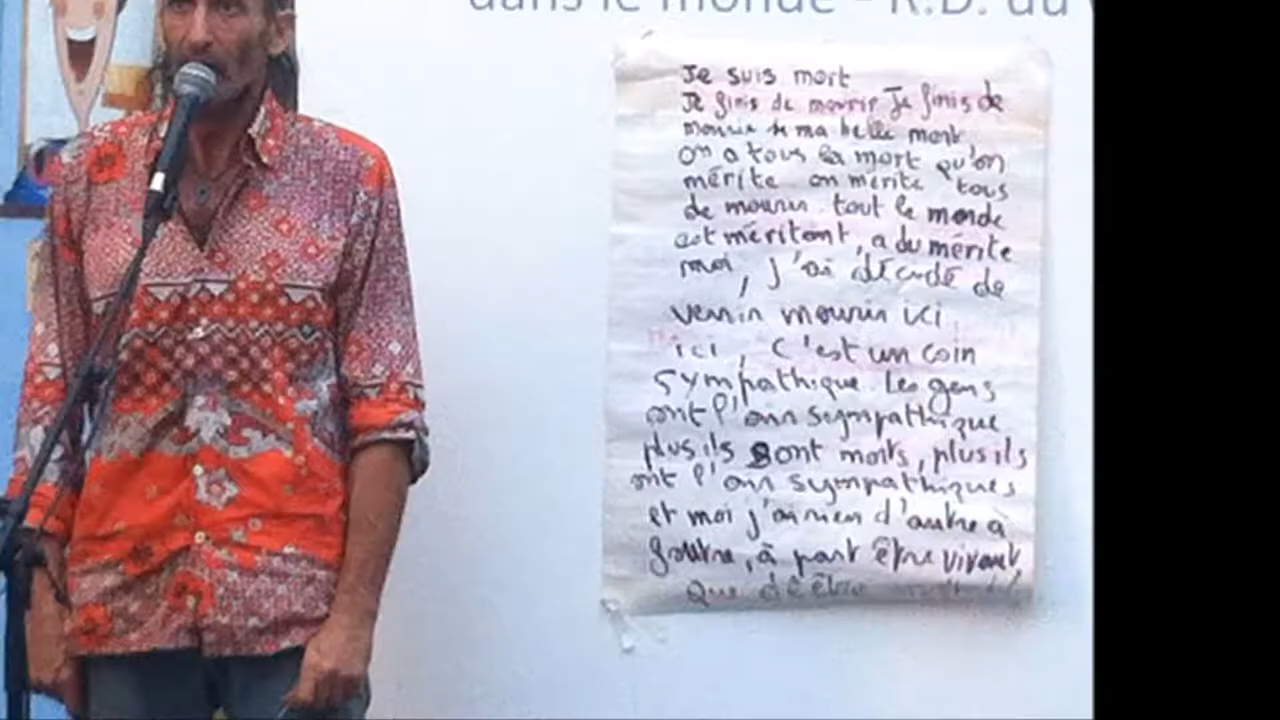 dans le monde - R.D. du
Je suis mort
Je finis de mourir Je finis de
mourir de ma belle mort
on a tous la mort qu'on
mérite on mérite tous
de mourir. tout le monde
est méritant, a du mérite
moi, j'ai décidé de
venir mourir ici
ici, c'est un coin
sympathique. Les gens
ont l'air sympathique
plus ils sont morts, plus ils
ont l'air sympathiques
et moi j'ai rien d'autre à
foutre, à part être vivant,
que d'être